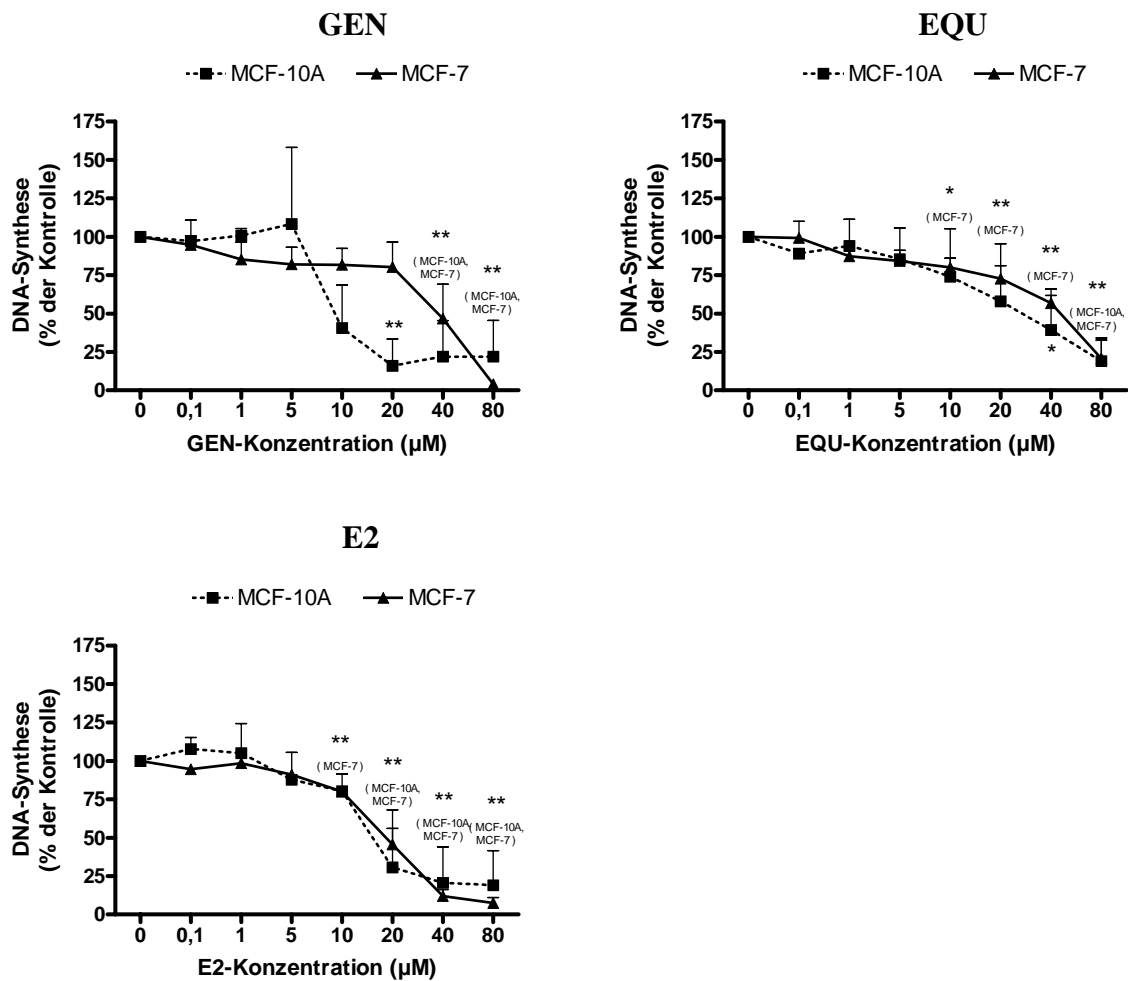 GEN
MCF-10A MCF-7
DNA-Synthese
(% der Kontrolle)
175
150
125
100
75
50
25
0
**
(MCF-10A,
MCF-7)
**
(MCF-10A,
MCF-7)
**
0 0,1 1 5 10 20 40 80
GEN-Konzentration (µM)
EQU
MCF-10A MCF-7
DNA-Synthese
(% der Kontrolle)
175
150
125
100
75
50
25
0
*
(MCF-7)
**
(MCF-7)
**
(MCF-7)
**
(MCF-10A,
MCF-7)
*
0 0,1 1 5 10 20 40 80
EQU-Konzentration (µM)
E2
MCF-10A MCF-7
DNA-Synthese
(% der Kontrolle)
175
150
125
100
75
50
25
0
**
(MCF-7)
**
(MCF-10A,
MCF-7)
**
(MCF-10A,
MCF-7)
**
(MCF-10A,
MCF-7)
0 0,1 1 5 10 20 40 80
E2-Konzentration (µM)